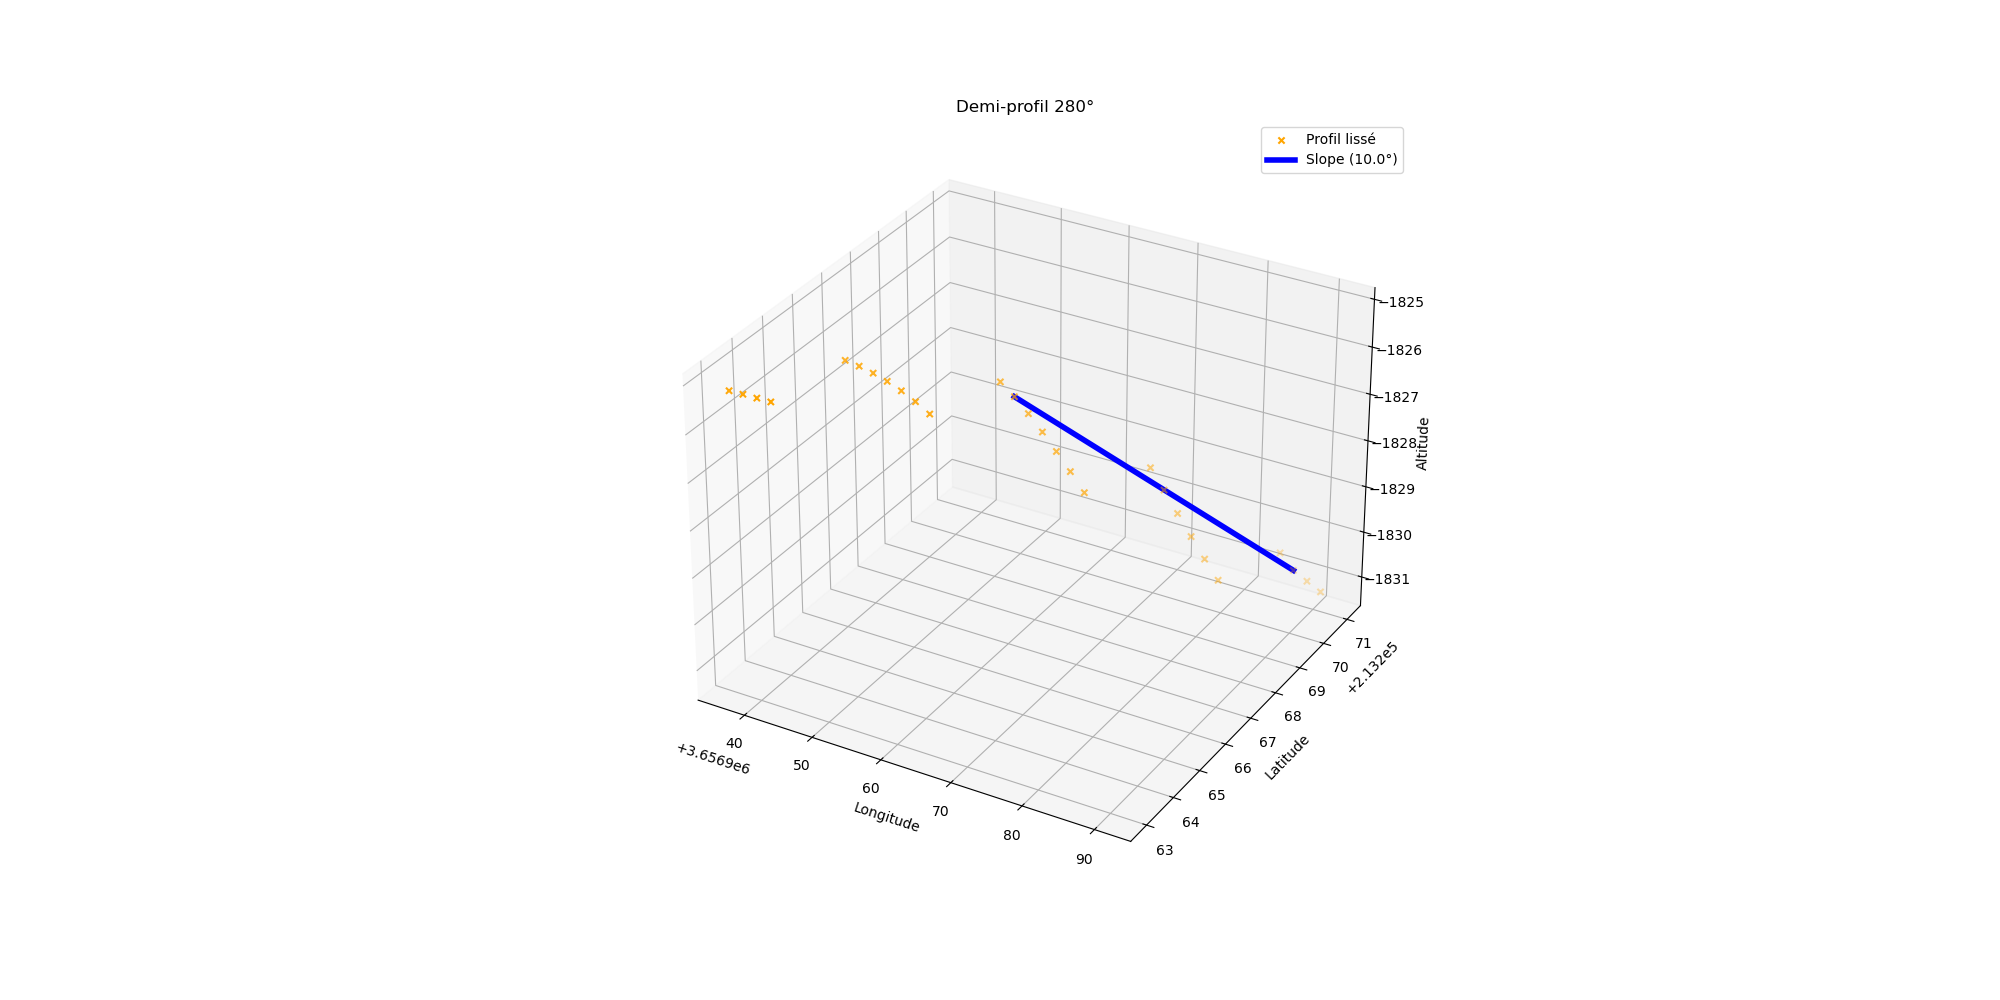 Demi-profil 280°
Profil lissé
Slope (10.0°)
−1825
−1826
−1827
−1828
−1829
−1830
−1831
Altitude
71
70
69
68
67
66
65
64
63
+2.132e5
Latitude
40
50
60
70
80
90
+3.6569e6
Longitude